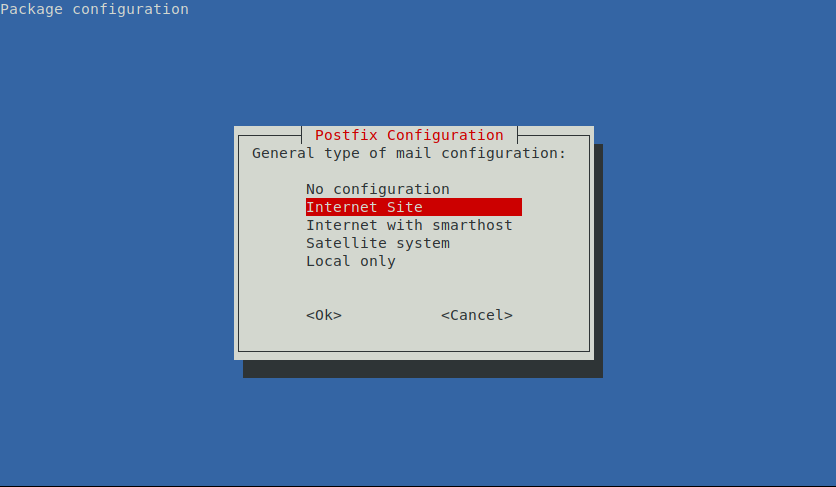 Package configuration
Postfix Configuration
General type of mail configuration:
No configuration
Internet Site
Internet with smarthost
Satellite system
Local only
<Ok> <Cancel>